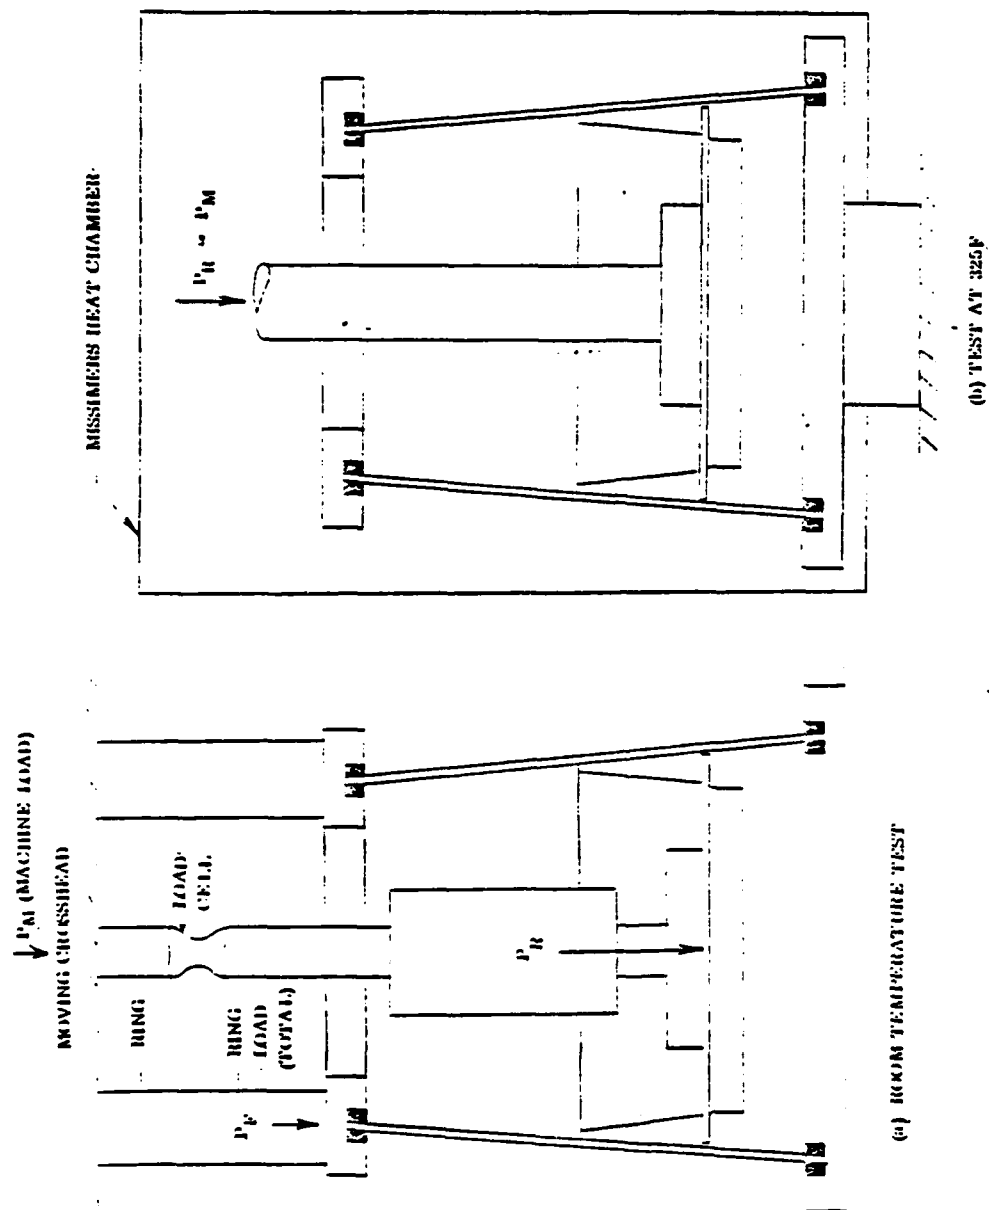 P_M (MACHINE LOAD)
MOVING CROSSHEAD
RING
LOAD
CELL
RING
LOAD
(TOTAL)
P_F
P_R
(a) ROOM TEMPERATURE TEST
MISSIMERS HEAT CHAMBER
P_R = P_M
(b) TEST AT 325F